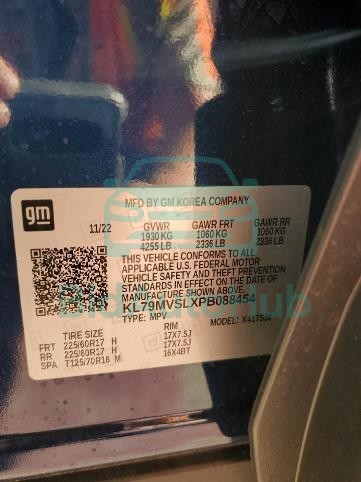 gm
MFD BY GM KOREA COMPANY
11/22 GVWR GAWR FRT GAWR RR
1930 KG 1060 KG 1060 KG
4255 LB 2336 LB 2336 LB
THIS VEHICLE CONFORMS TO ALL
APPLICABLE U.S. FEDERAL MOTOR
VEHICLE SAFETY AND THEFT PREVENTION
STANDARDS IN EFFECT ON THE DATE OF
MANUFACTURE SHOWN ABOVE.
KL79MVSLXPB088454
TYPE: MPV MODEL:
TIRE SIZE RIM
FRT 225/60R17 H 17X7.5J
RR 225/60R17 H 17X7.5J
SPA T125/70R16 M 16X4BT